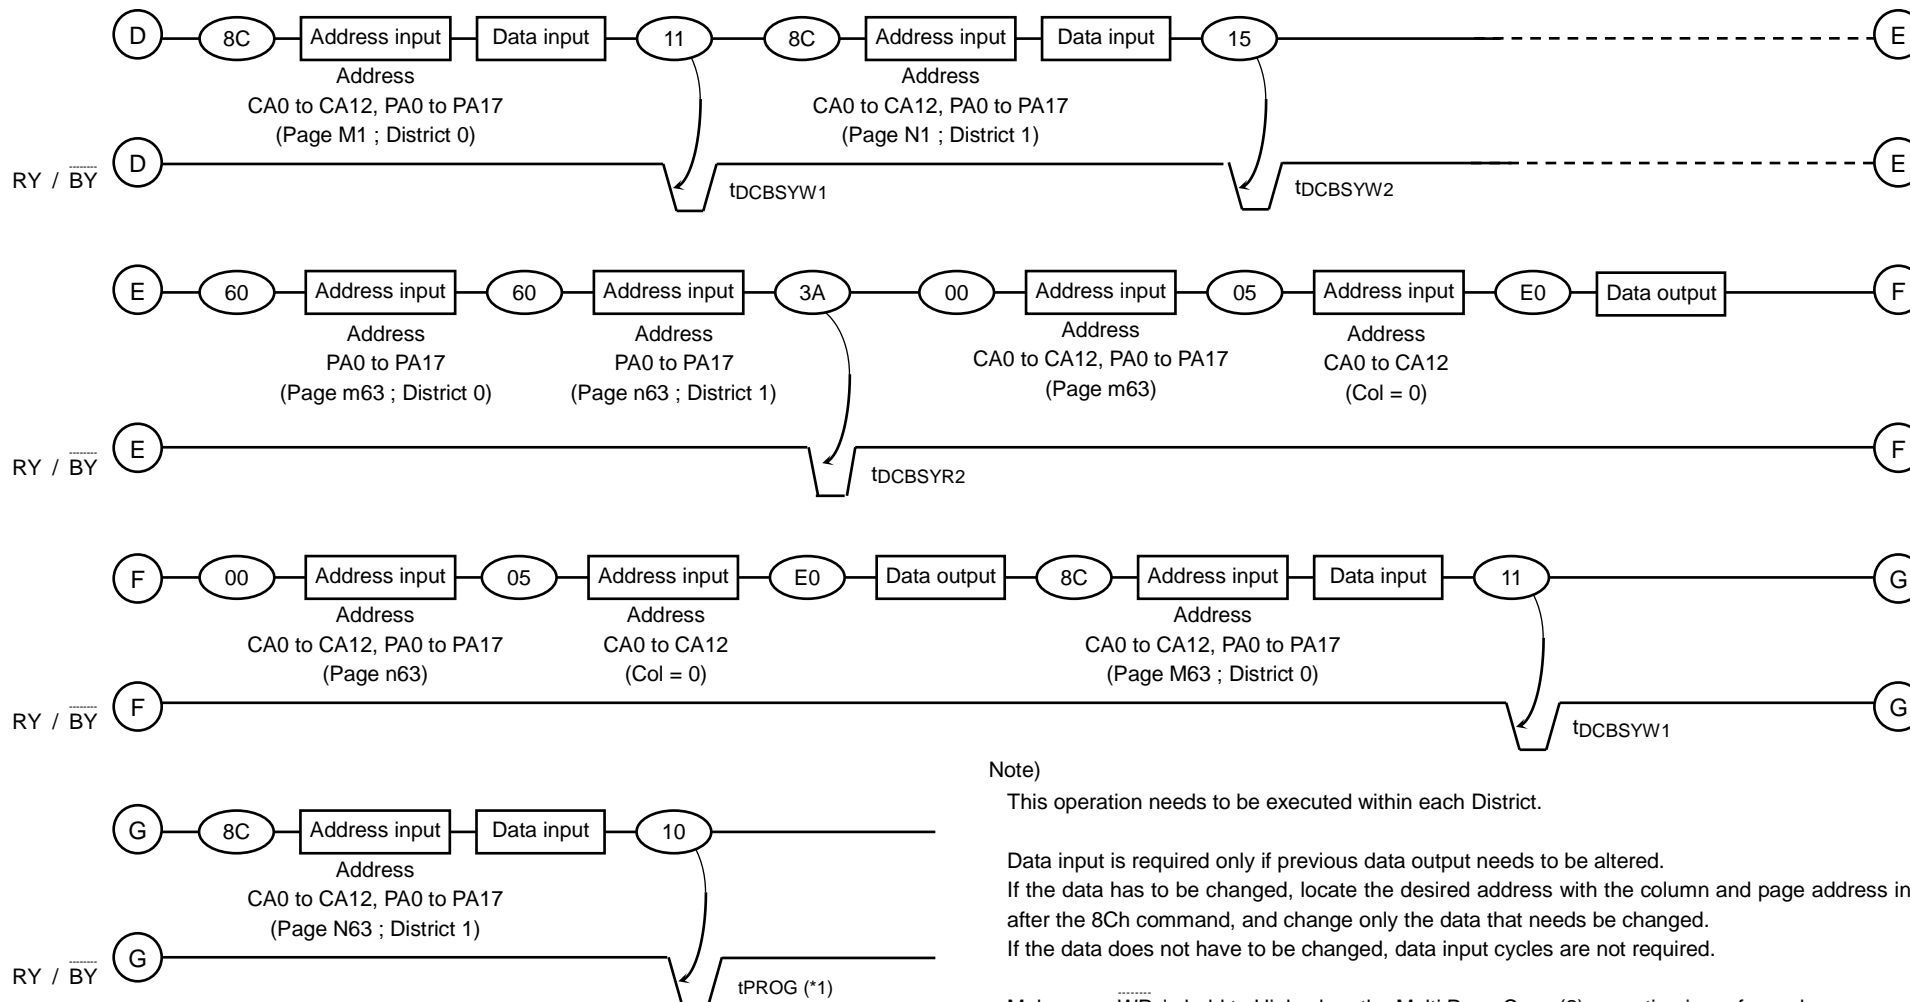 D 8C Address input Data input 11 8C Address input Data input 15 E
Address Address
CA0 to CA12, PA0 to PA17 CA0 to CA12, PA0 to PA17
(Page M1 ; District 0) (Page N1 ; District 1)
RY / BY D E
tDCBSYW1 tDCBSYW2
E 60 Address input 60 Address input 3A 00 Address input 05 Address input E0 Data output F
Address Address Address Address
PA0 to PA17 PA0 to PA17 CA0 to CA12, PA0 to PA17 CA0 to CA12
(Page m63 ; District 0) (Page n63 ; District 1) (Page m63) (Col = 0)
RY / BY E F
tDCBSYR2
F 00 Address input 05 Address input E0 Data output 8C Address input Data input 11 G
Address Address Address
CA0 to CA12, PA0 to PA17 CA0 to CA12 CA0 to CA12, PA0 to PA17
(Page n63) (Col = 0) (Page M63 ; District 0)
RY / BY F G
tDCBSYW1
G 8C Address input Data input 10
Address
CA0 to CA12, PA0 to PA17
(Page N63 ; District 1)
RY / BY G
tPROG (*1)
Note)
This operation needs to be executed within each District.
Data input is required only if previous data output needs to be altered.
If the data has to be changed, locate the desired address with the column and page address in
after the 8Ch command, and change only the data that needs be changed.
If the data does not have to be changed, data input cycles are not required.